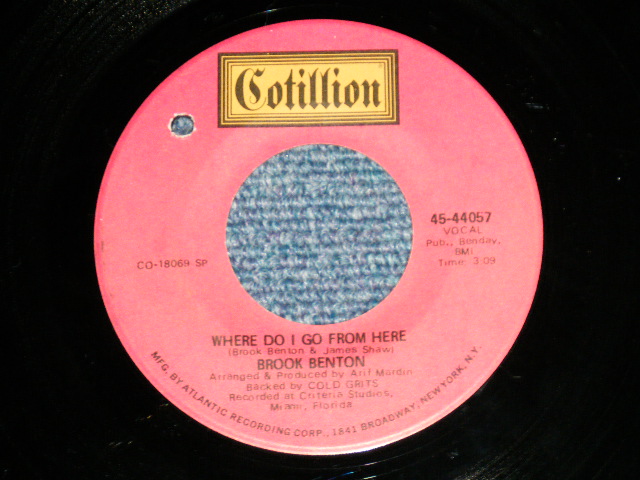 Cotillion
45-44057
VOCAL
Pub., Benday,
BMI
Time: 3:09
CO-18069 SP
WHERE DO I GO FROM HERE
(Brook Benton & James Shaw)
BROOK BENTON
Arranged & Produced by Arif Mardin
Backed by COLD GRITS
Recorded at Criteria Studios,
Miami, Florida
MFG. BY ATLANTIC RECORDING CORP., 1841 BROADWAY, NEW YORK, N.Y.